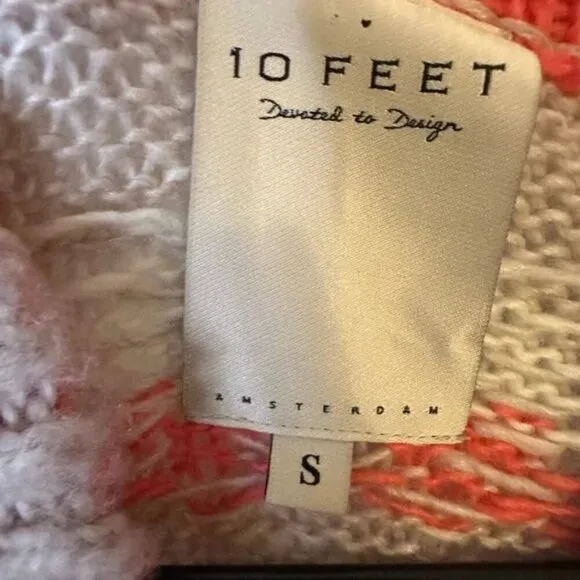 10 FEET
Devoted to Design
AMSTERDAM
S